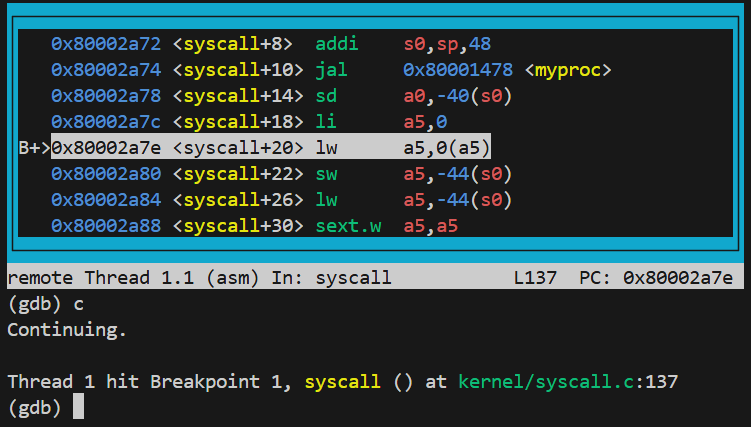 0x80002a72 <syscall+8> addi s0,sp,48
0x80002a74 <syscall+10> jal 0x80001478 <myproc>
0x80002a78 <syscall+14> sd a0,-40(s0)
0x80002a7c <syscall+18> li a5,0
B+>0x80002a7e <syscall+20> lw a5,0(a5)
0x80002a80 <syscall+22> sw a5,-44(s0)
0x80002a84 <syscall+26> lw a5,-44(s0)
0x80002a88 <syscall+30> sext.w a5,a5
remote Thread 1.1 (asm) In: syscall L137 PC: 0x80002a7e
(gdb) c
Continuing.
Thread 1 hit Breakpoint 1, syscall () at kernel/syscall.c:137
(gdb)